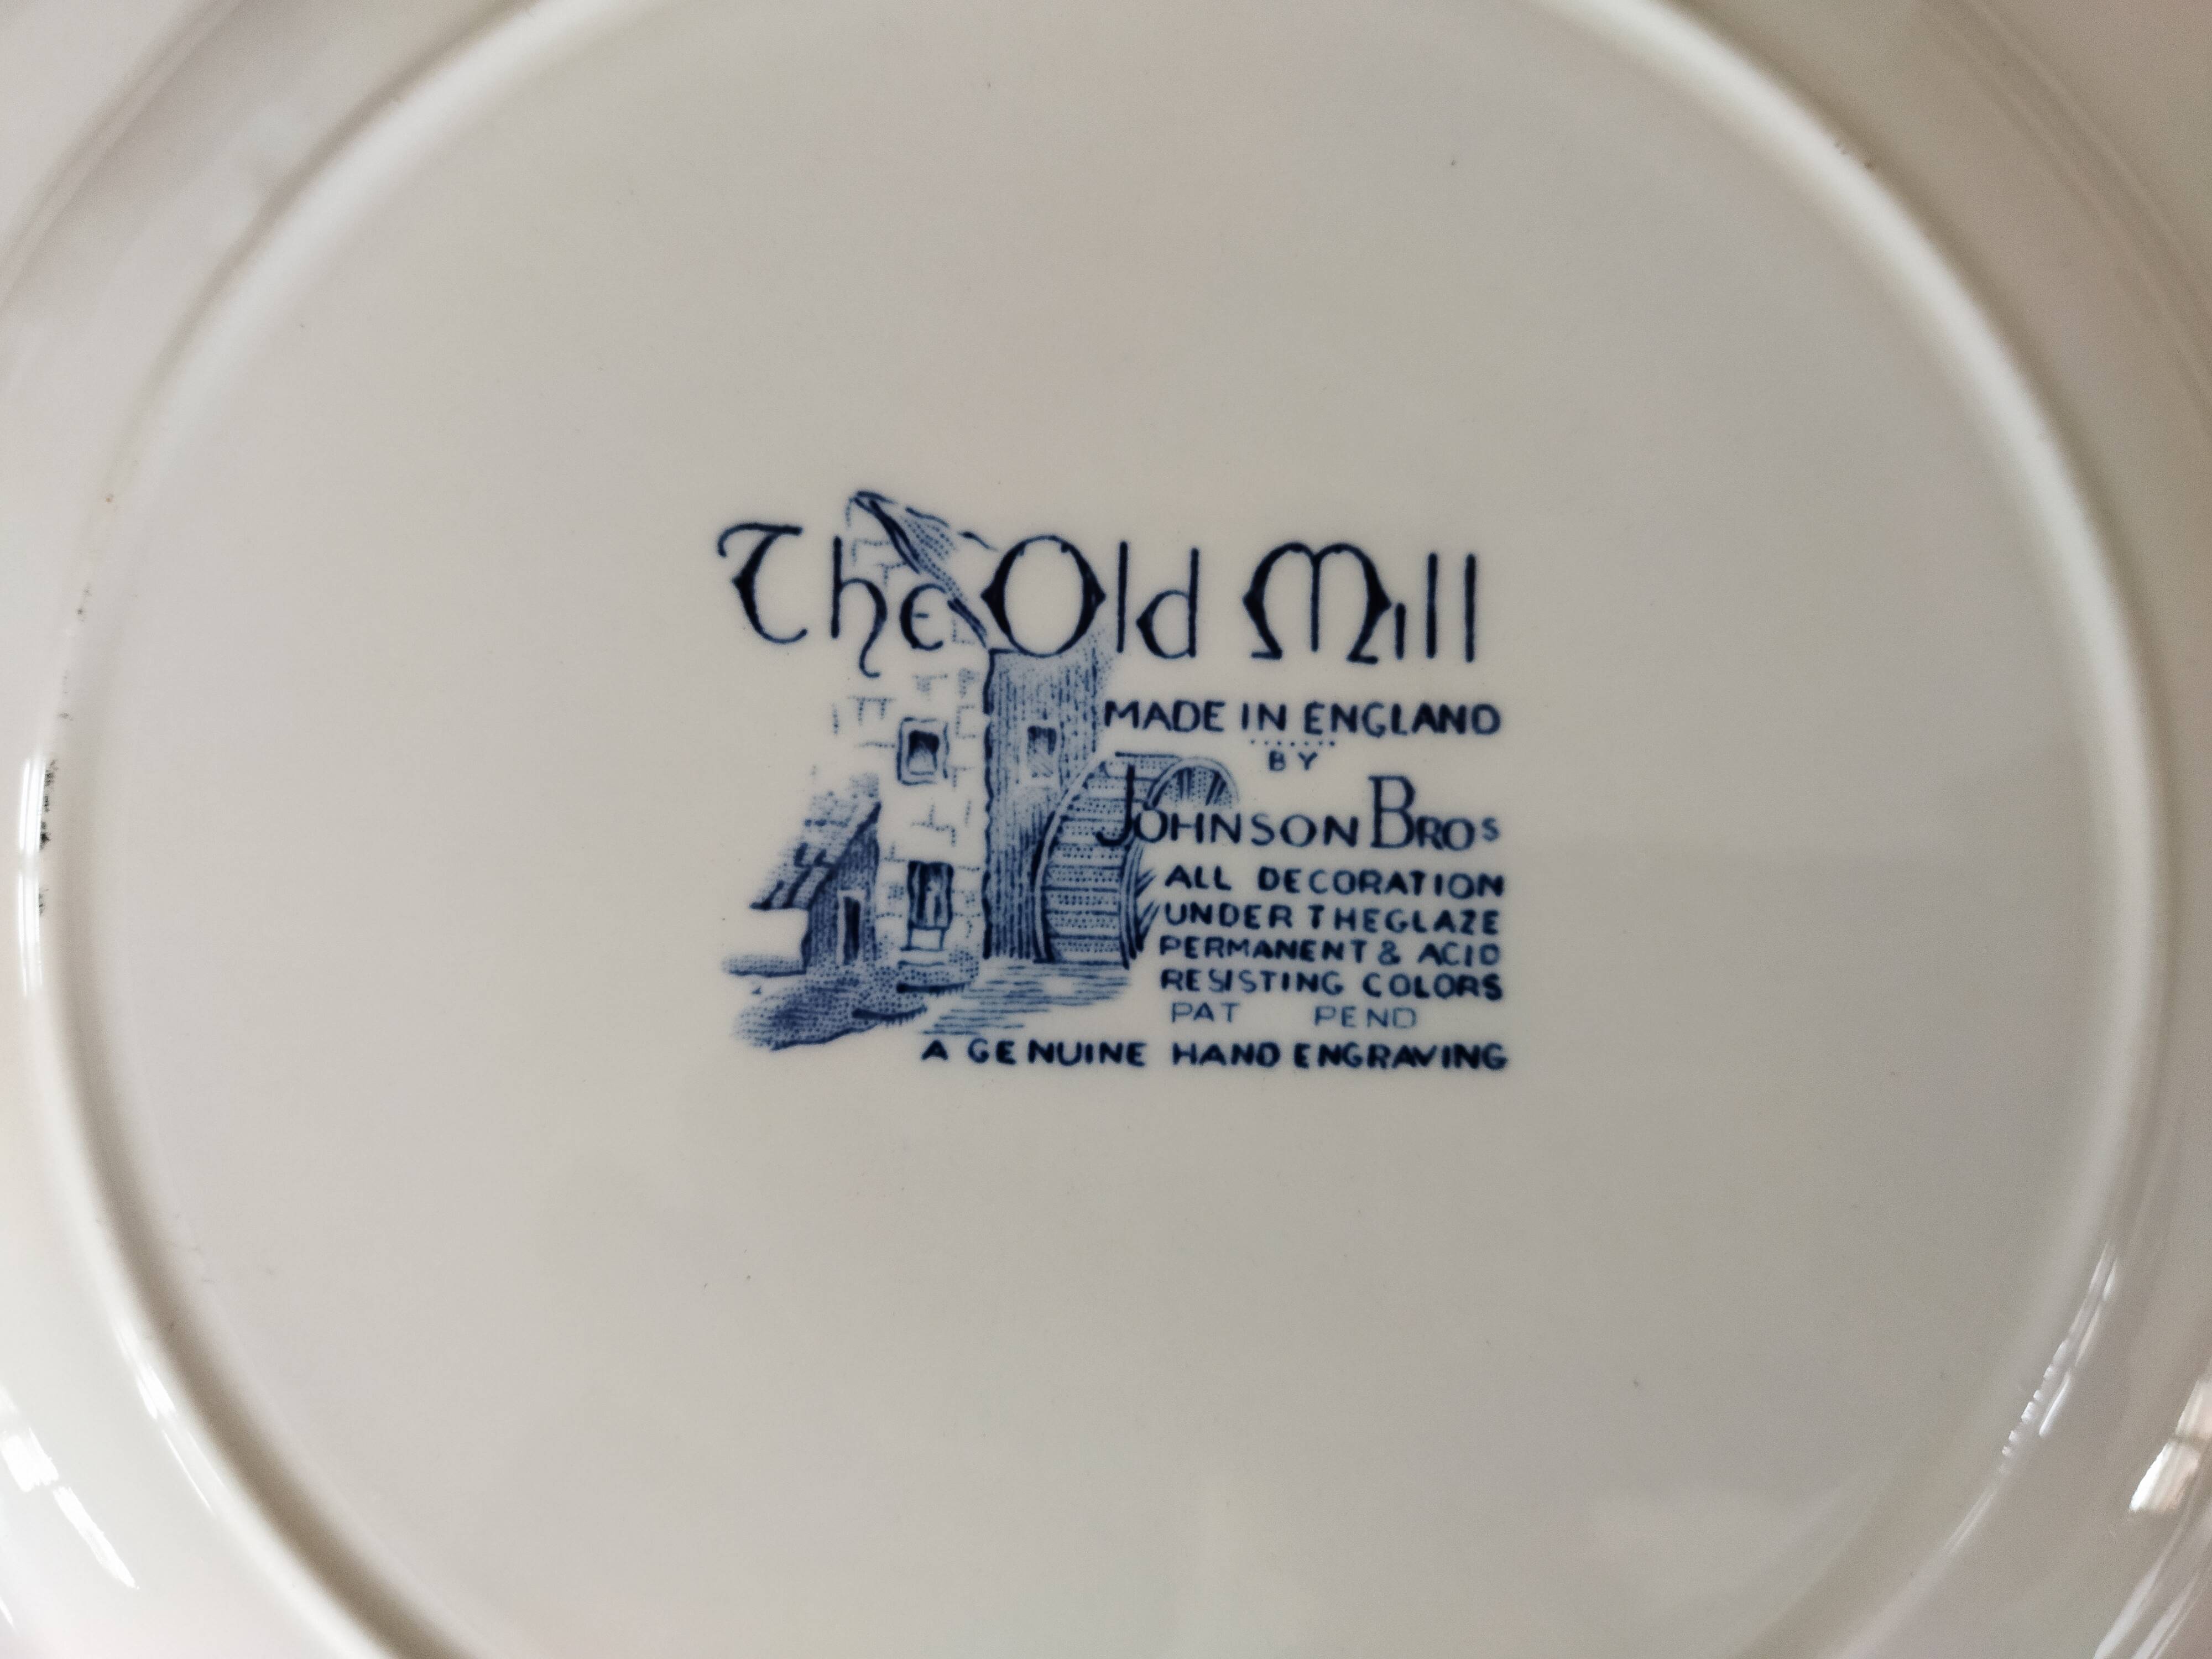 The Old Mill
MADE IN ENGLAND
BY
JOHNSON BROS
ALL DECORATION
UNDER THEGLAZE
PERMANENT & ACID
RESISTING COLORS
PAT PEND
A GENUINE HAND ENGRAVING